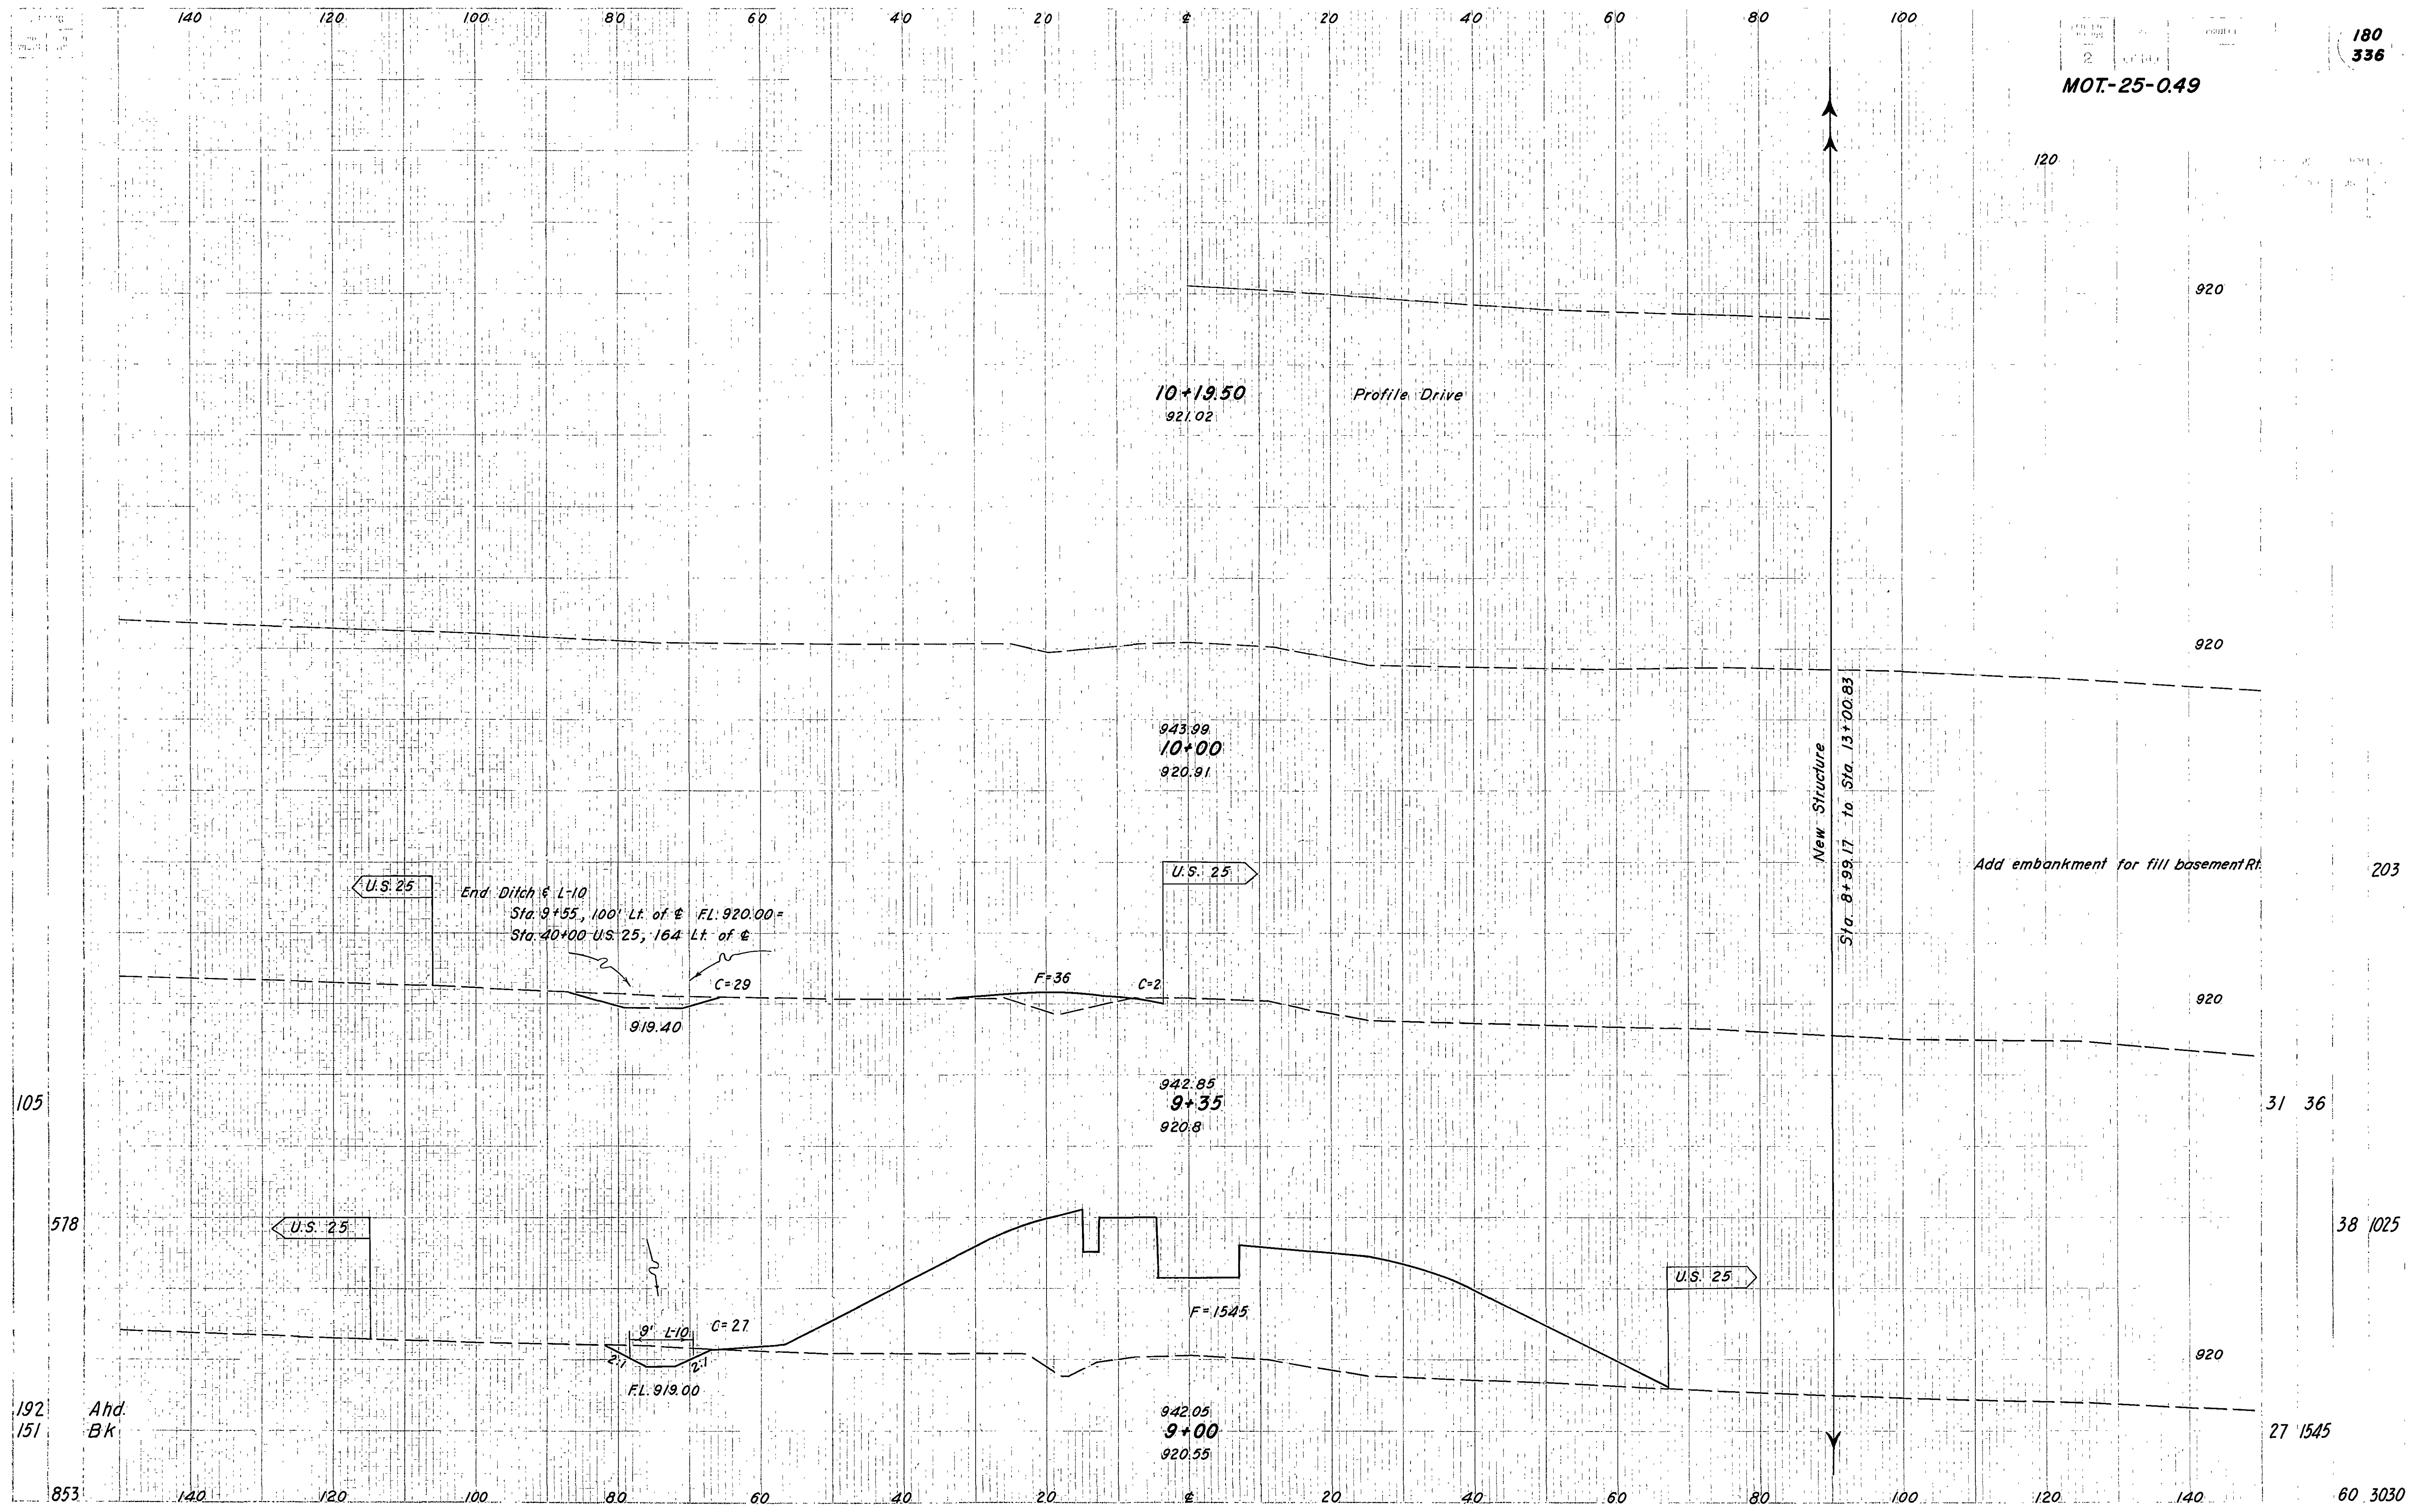 140 120 100 80 60 40 20 ℄ 20 40 60 80 100
2
180
336
MOT.-25-0.49
120
920
10+19.50 Profile Drive
921.02
920
943.99
10+00
920.91
New Structure
Sta. 8+99.17 to Sta. 13+00.83
Add embankment for fill basement Rt. 203
U.S. 25
U.S. 25
End Ditch & L-10
Sta. 9+55, 100' Lt. of ℄ F.L. 920.00 =
Sta. 40+00 U.S. 25, 164 Lt. of ℄
C=29
F=36
C=2
920
919.40
942.85
105 9+35 31 36
920.8
578 U.S. 25 38 1025
U.S. 25
F=1545
9' L-10 C=27
2:1 2:1
920
F.L. 919.00
192 Ahd. 942.05
151 Bk 9+00 27 1545
920.55
853 140 120 100 80 60 40 20 ℄ 20 40 60 80 100 120 140 60 3030